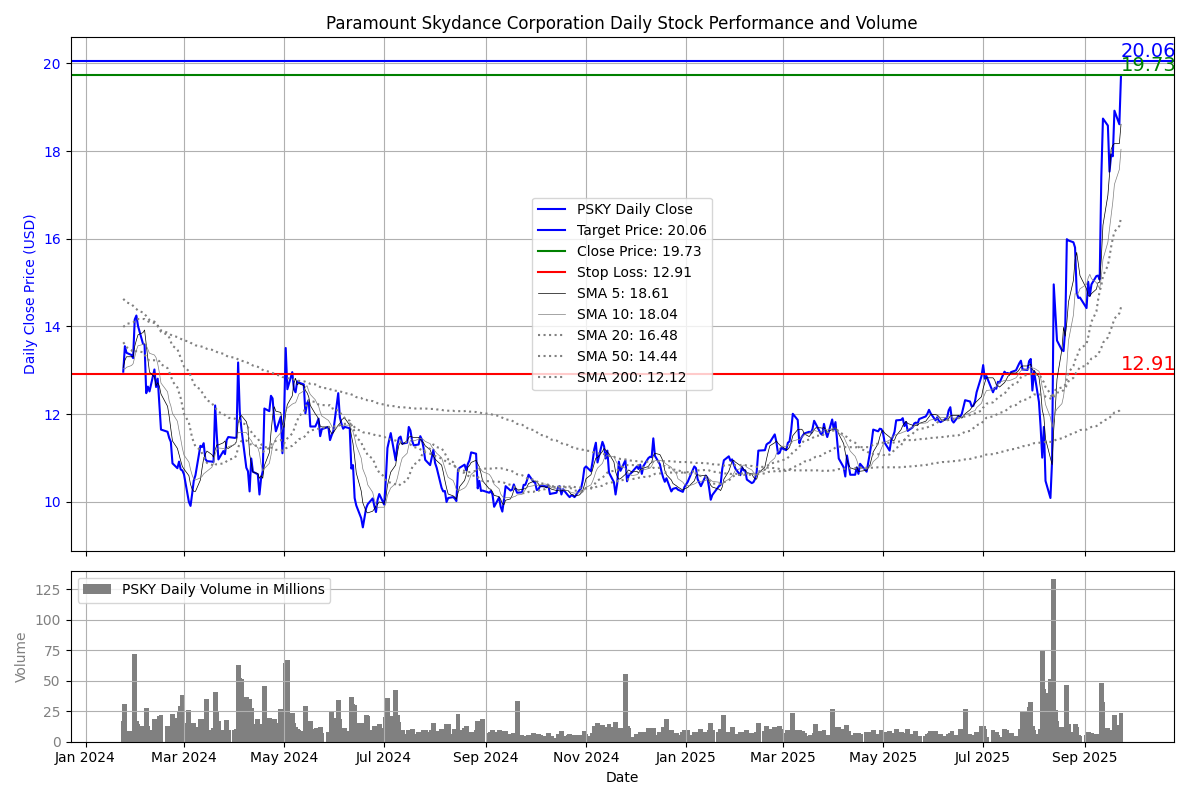 Paramount Skydance Corporation Daily Stock Performance and Volume
Daily Close Price (USD)
20
18
16
14
12
10
20.06
19.73
12.91
PSKY Daily Close
Target Price: 20.06
Close Price: 19.73
Stop Loss: 12.91
SMA 5: 18.61
SMA 10: 18.04
SMA 20: 16.48
SMA 50: 14.44
SMA 200: 12.12
Volume
125
100
75
50
25
0
PSKY Daily Volume in Millions
Jan 2024 Mar 2024 May 2024 Jul 2024 Sep 2024 Nov 2024 Jan 2025 Mar 2025 May 2025 Jul 2025 Sep 2025
Date